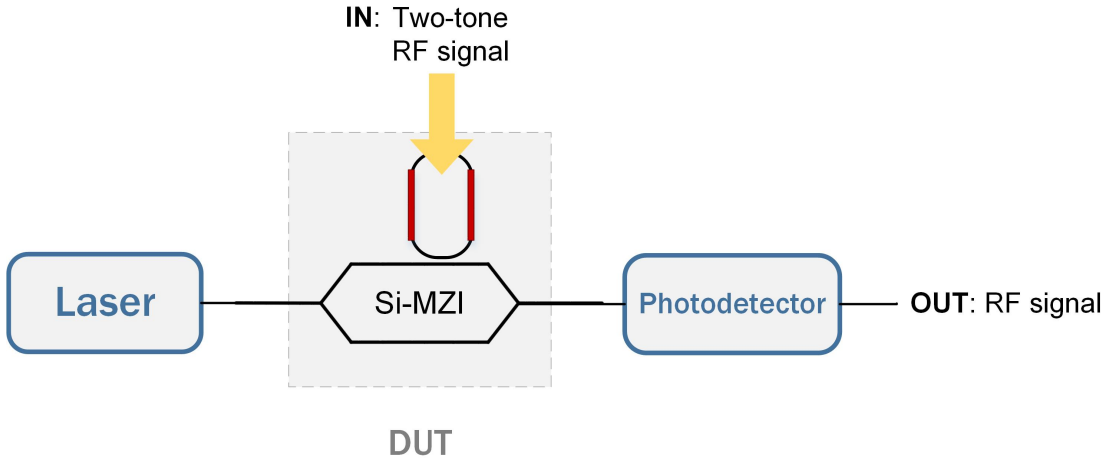 IN: Two-tone
RF signal
Laser
Si-MZI
Photodetector
OUT: RF signal
DUT